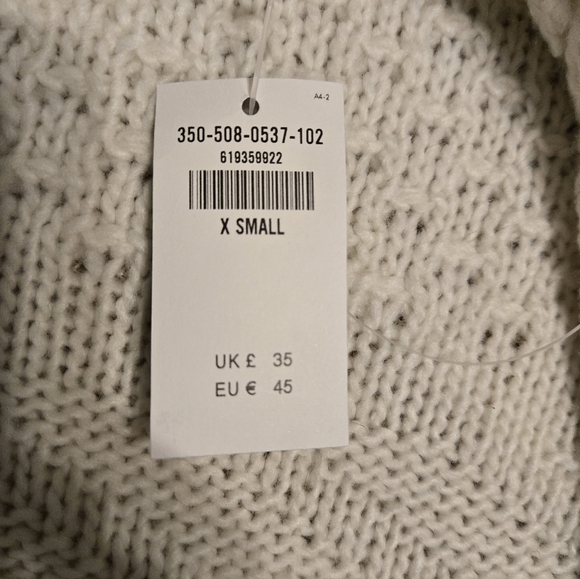 A4-2
350-508-0537-102
619359922
X SMALL
UK £ 35
EU € 45